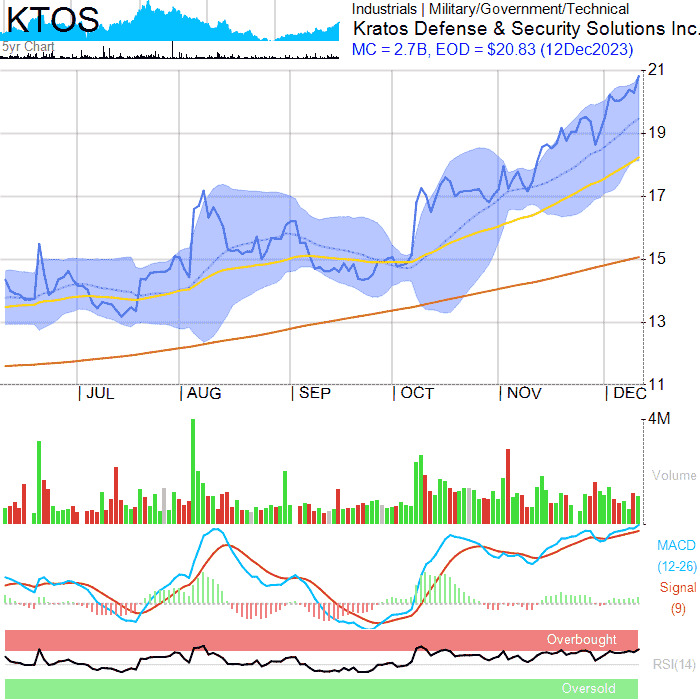 KTOS
5yr Chart
Industrials | Military/Government/Technical
Kratos Defense & Security Solutions Inc.
MC = 2.7B, EOD = $20.83 (12Dec2023)
21
19
17
15
13
11
JUL
AUG
SEP
OCT
NOV
DEC
4M
Volume
MACD
(12-26)
Signal
(9)
Overbought
RSI(14)
Oversold